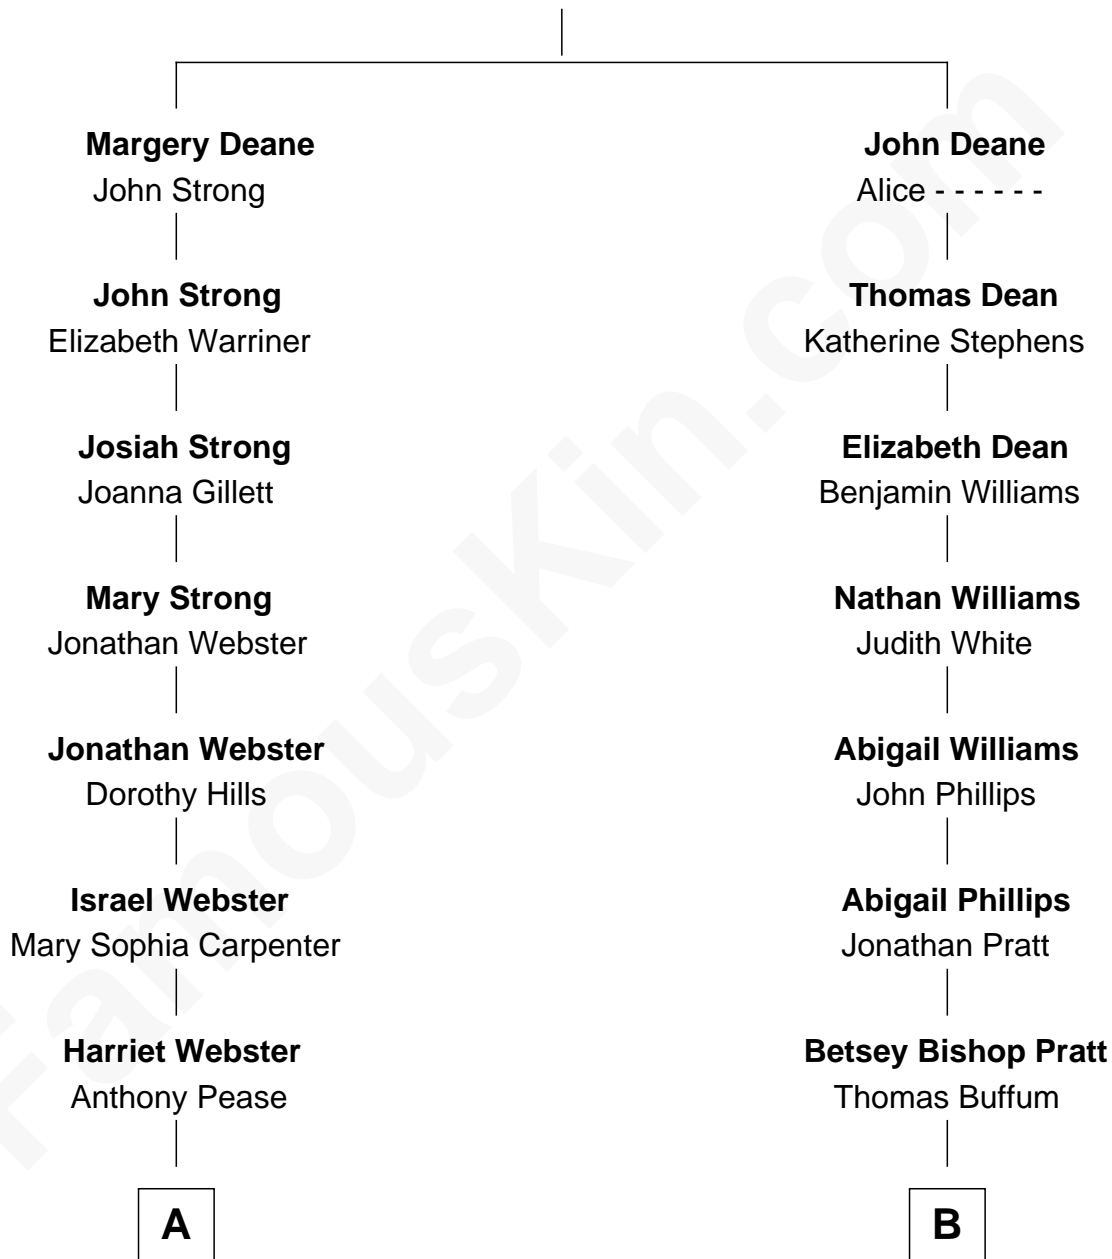 Margery Deane
John Strong
John Strong
Elizabeth Warriner
Josiah Strong
Joanna Gillett
Mary Strong
Jonathan Webster
Jonathan Webster
Dorothy Hills
Israel Webster
Mary Sophia Carpenter
Harriet Webster
Anthony Pease
A
John Deane
Alice - - - - - -
Thomas Dean
Katherine Stephens
Elizabeth Dean
Benjamin Williams
Nathan Williams
Judith White
Abigail Williams
John Phillips
Abigail Phillips
Jonathan Pratt
Betsey Bishop Pratt
Thomas Buffum
B
FamousKin.com